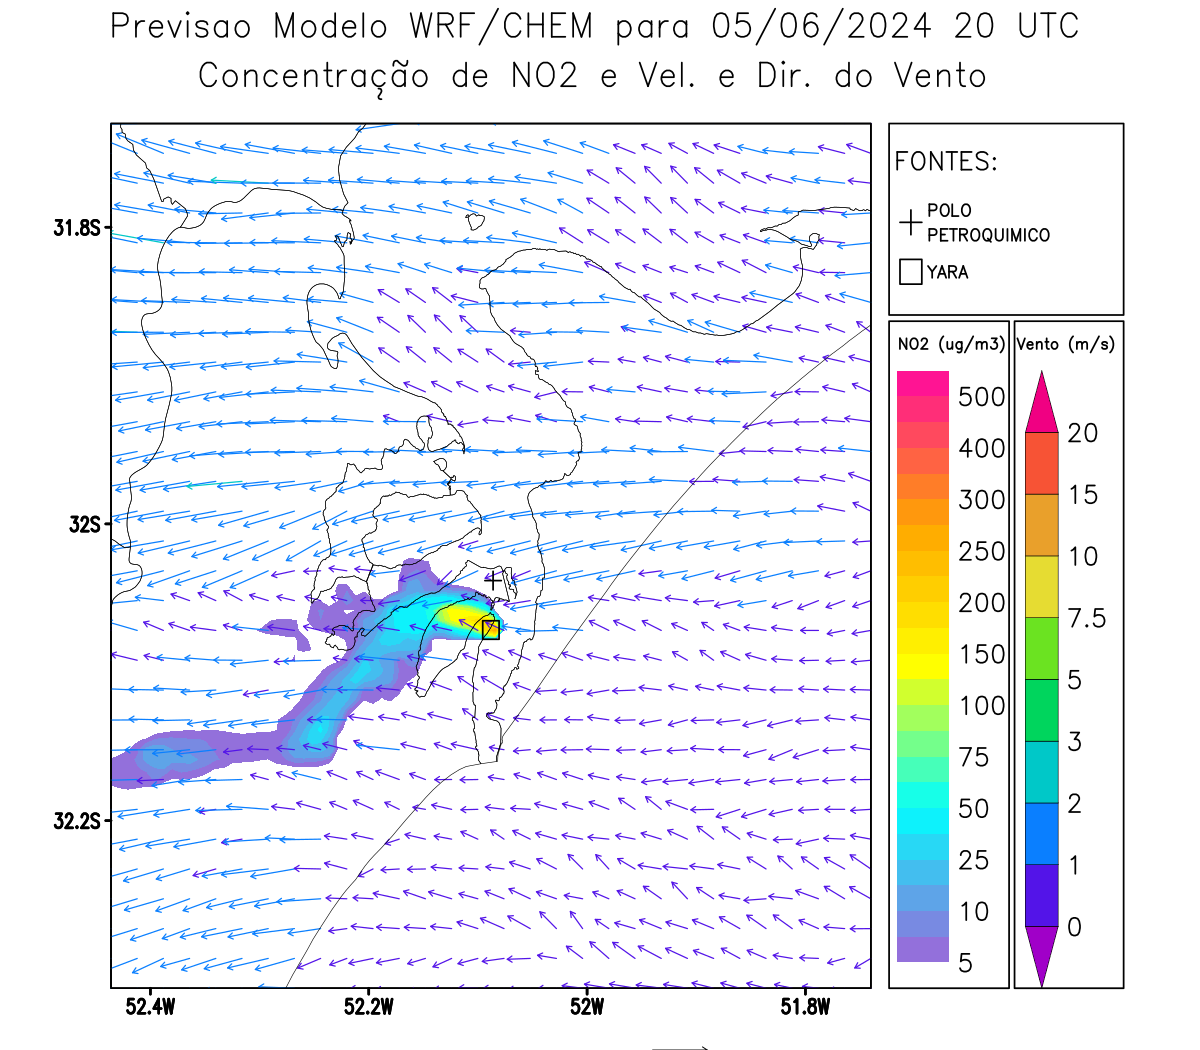 Previsao Modelo WRF/CHEM para 05/06/2024 20 UTC
Concentração de NO2 e Vel. e Dir. do Vento
FONTES:
POLO
PETROQUIMICO
YARA
NO2 (ug/m3)
500
400
300
250
200
150
100
75
50
25
10
5
Vento (m/s)
20
15
10
7.5
5
3
2
1
0
31.8S
32S
32.2S
52.4W
52.2W
52W
51.8W